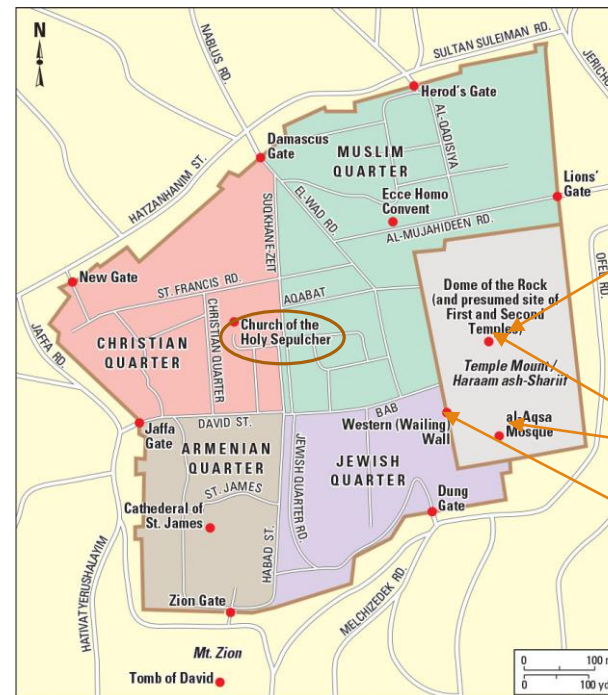 N
NABLUS RD.
SULTAN SULEIMAN RD.
JERICHO
Herod's Gate
AL-QADISIYA
Damascus
Gate
MUSLIM
QUARTER
HATZANHANIM ST.
SUQKHAN E-ZEIT
EL-WAD RD.
Ecce Homo
Convent
Lions'
Gate
AL-MUJAHIDEEN RD.
New Gate
ST. FRANCIS RD.
AQABAT
Dome of the Rock
(and presumed site of
First and Second
Temples)
JAFFA RD.
CHRISTIAN
QUARTER
CHRISTIAN QUARTER
Church of the
Holy Sepulcher
Temple Mount/
Haraam ash-Shariif
Jaffa
Gate
DAVID ST.
BAB
Western (Wailing)
Wall
al-Aqsa
Mosque
ARMENIAN
QUARTER
JEWISH QUARTER RD.
JEWISH
QUARTER
ST. JAMES
Cathederal of
St. James
HABAD ST.
Dung
Gate
HATIVAT YERUSHALAYIM
Zion Gate
MELCHIZEDEK RD.
Mt. Zion
Tomb of David
0 100
0 100